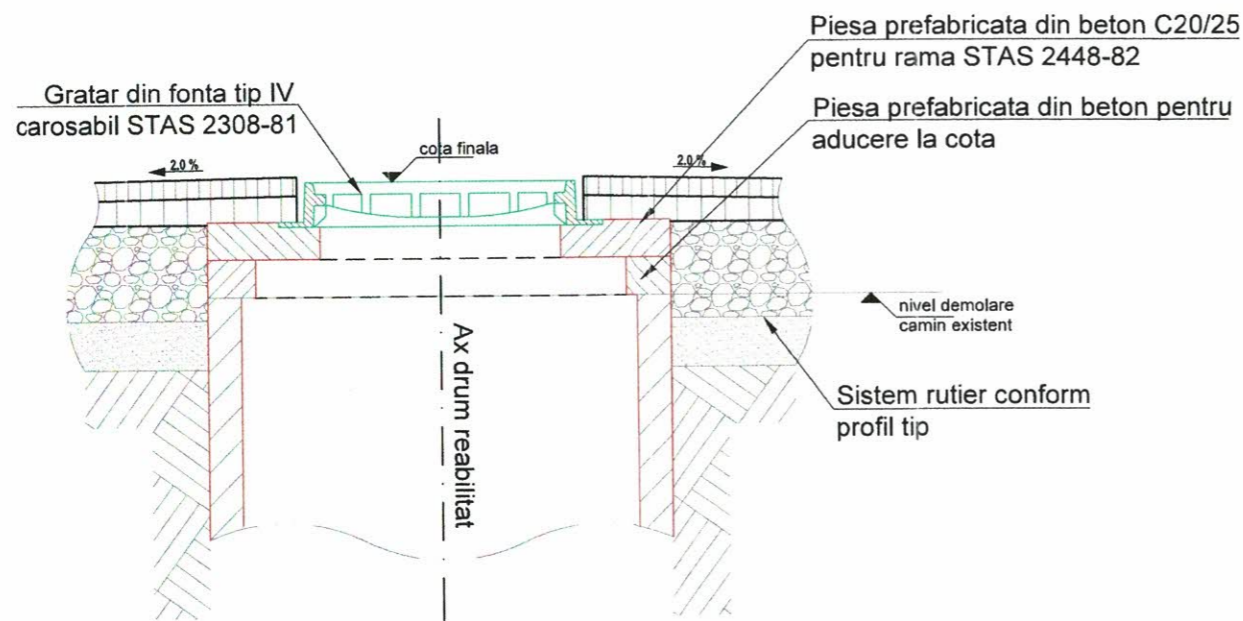 Piesa prefabricata din beton C20/25
pentru rama STAS 2448-82
Gratar din fonta tip IV
carosabil STAS 2308-81
Piesa prefabricata din beton pentru
aducere la cota
cota finala
2.0 %
2.0 %
nivel demolare
camin existent
Ax drum reabilitat
Sistem rutier conform
profil tip